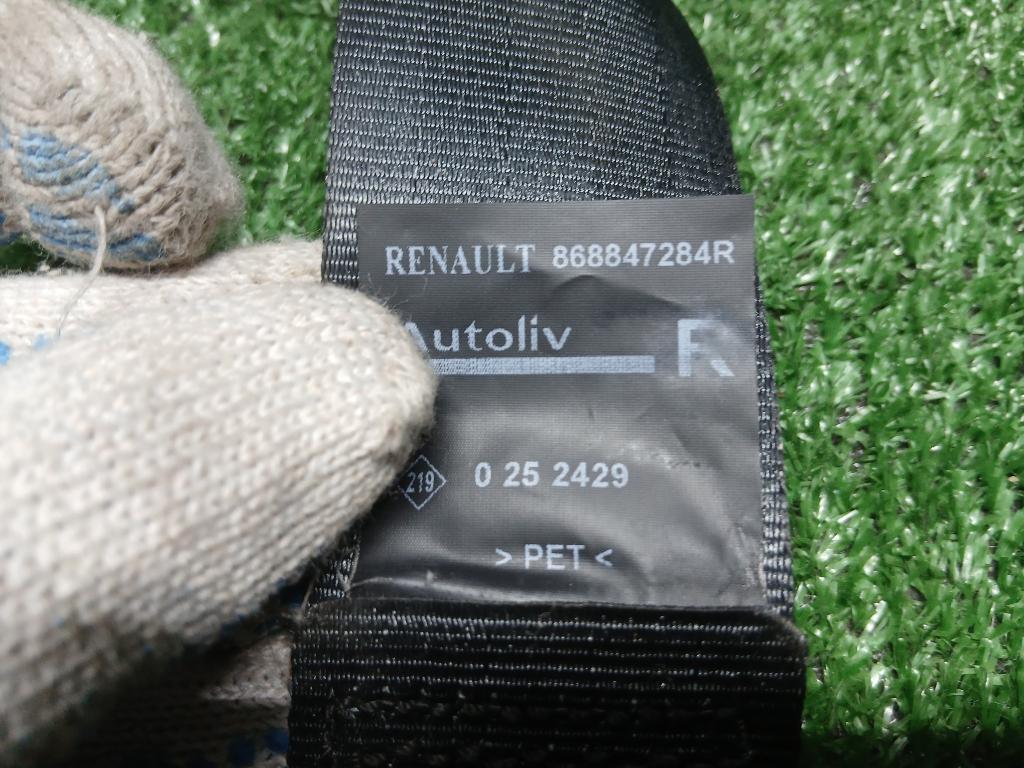 RENAULT 868847284R
Autoliv R
219 0 25 2429
> PET <